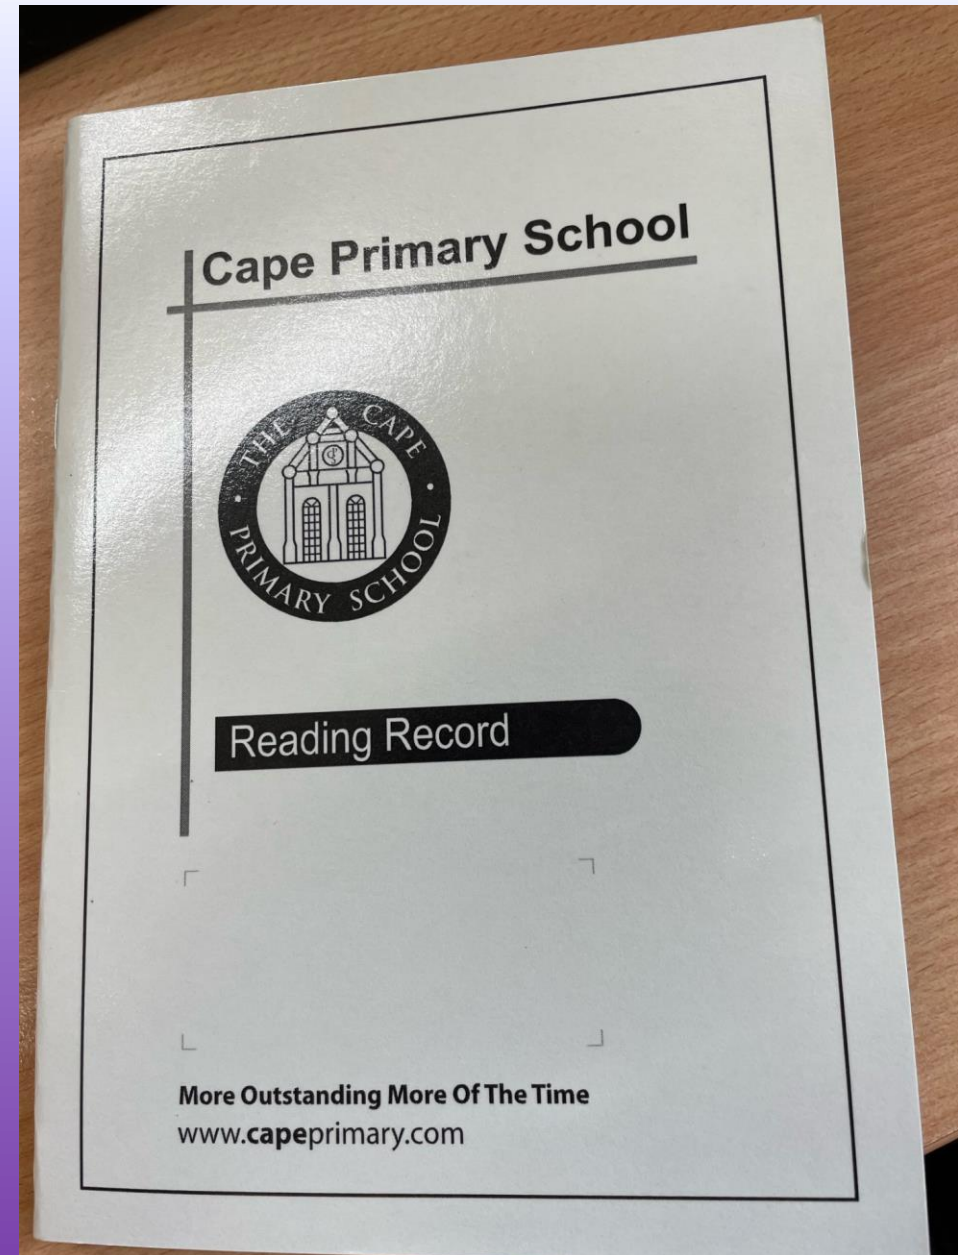 Cape Primary School
THE CAPE
PRIMARY SCHOOL
Reading Record
More Outstanding More Of The Time
www.capeprimary.com